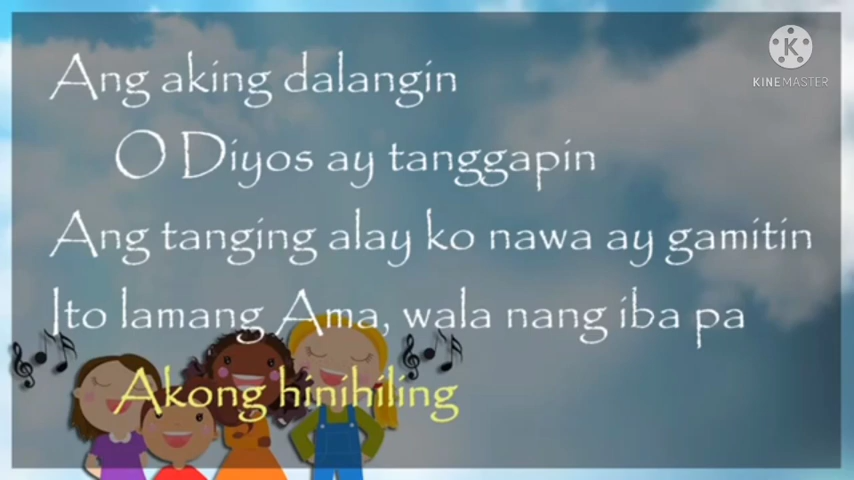 Ang aking dalangin
O Diyos ay tanggapin
Ang tanging alay ko nawa ay gamitin
Ito lamang Ama, wala nang iba pa
Akong hinihiling
K
KINEMASTER